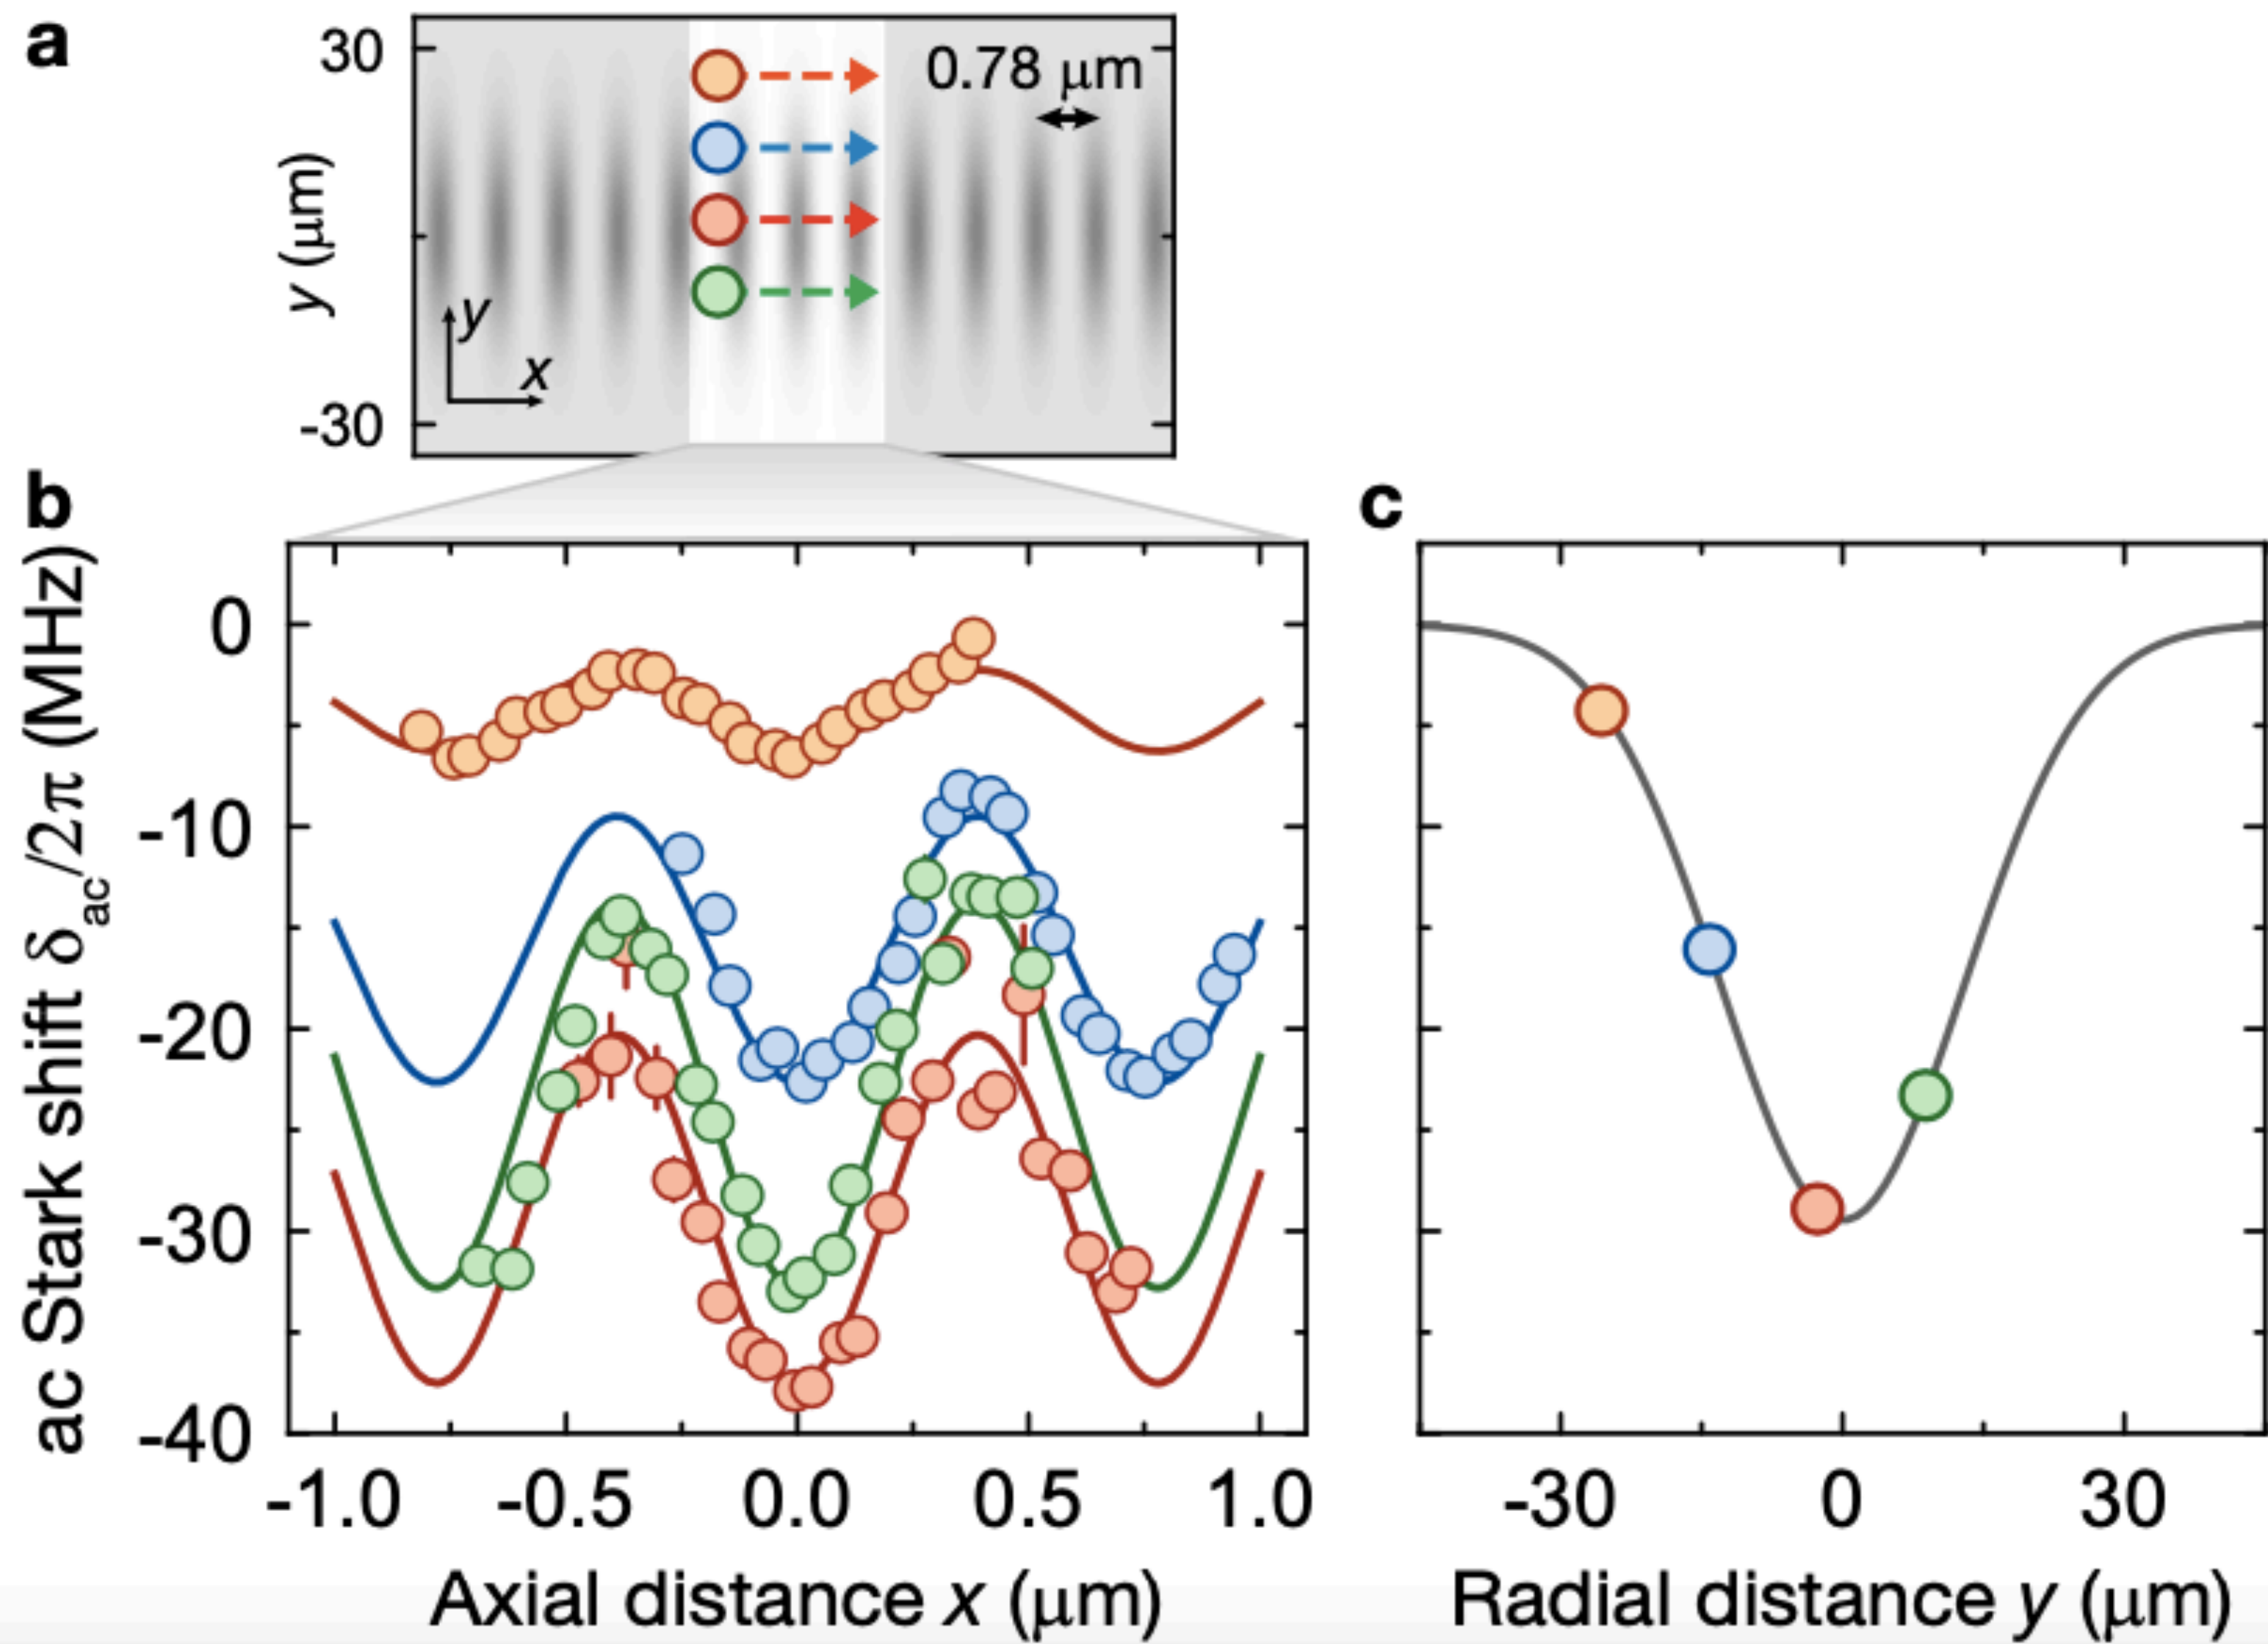 a
30
0.78 μm
y (μm)
y
x
-30
b
c
ac Stark shift δac/2π (MHz)
0
-10
-20
-30
-40
-1.0 -0.5 0.0 0.5 1.0
-30 0 30
Axial distance x (μm)
Radial distance y (μm)